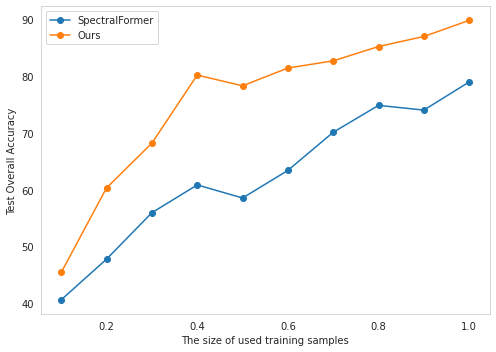 SpectralFormer
Ours
Test Overall Accuracy
90
80
70
60
50
40
0.2 0.4 0.6 0.8 1.0
The size of used training samples